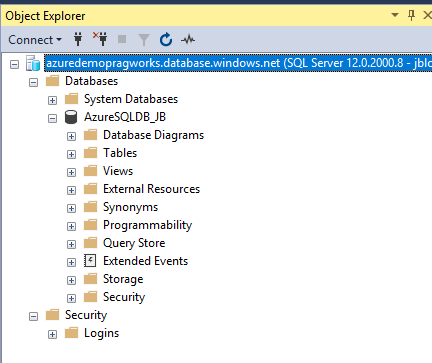 Object Explorer
Connect
azuredemopragworks.database.windows.net (SQL Server 12.0.2000.8 - jblo
Databases
System Databases
AzureSQLDB_JB
Database Diagrams
Tables
Views
External Resources
Synonyms
Programmability
Query Store
Extended Events
Storage
Security
Security
Logins